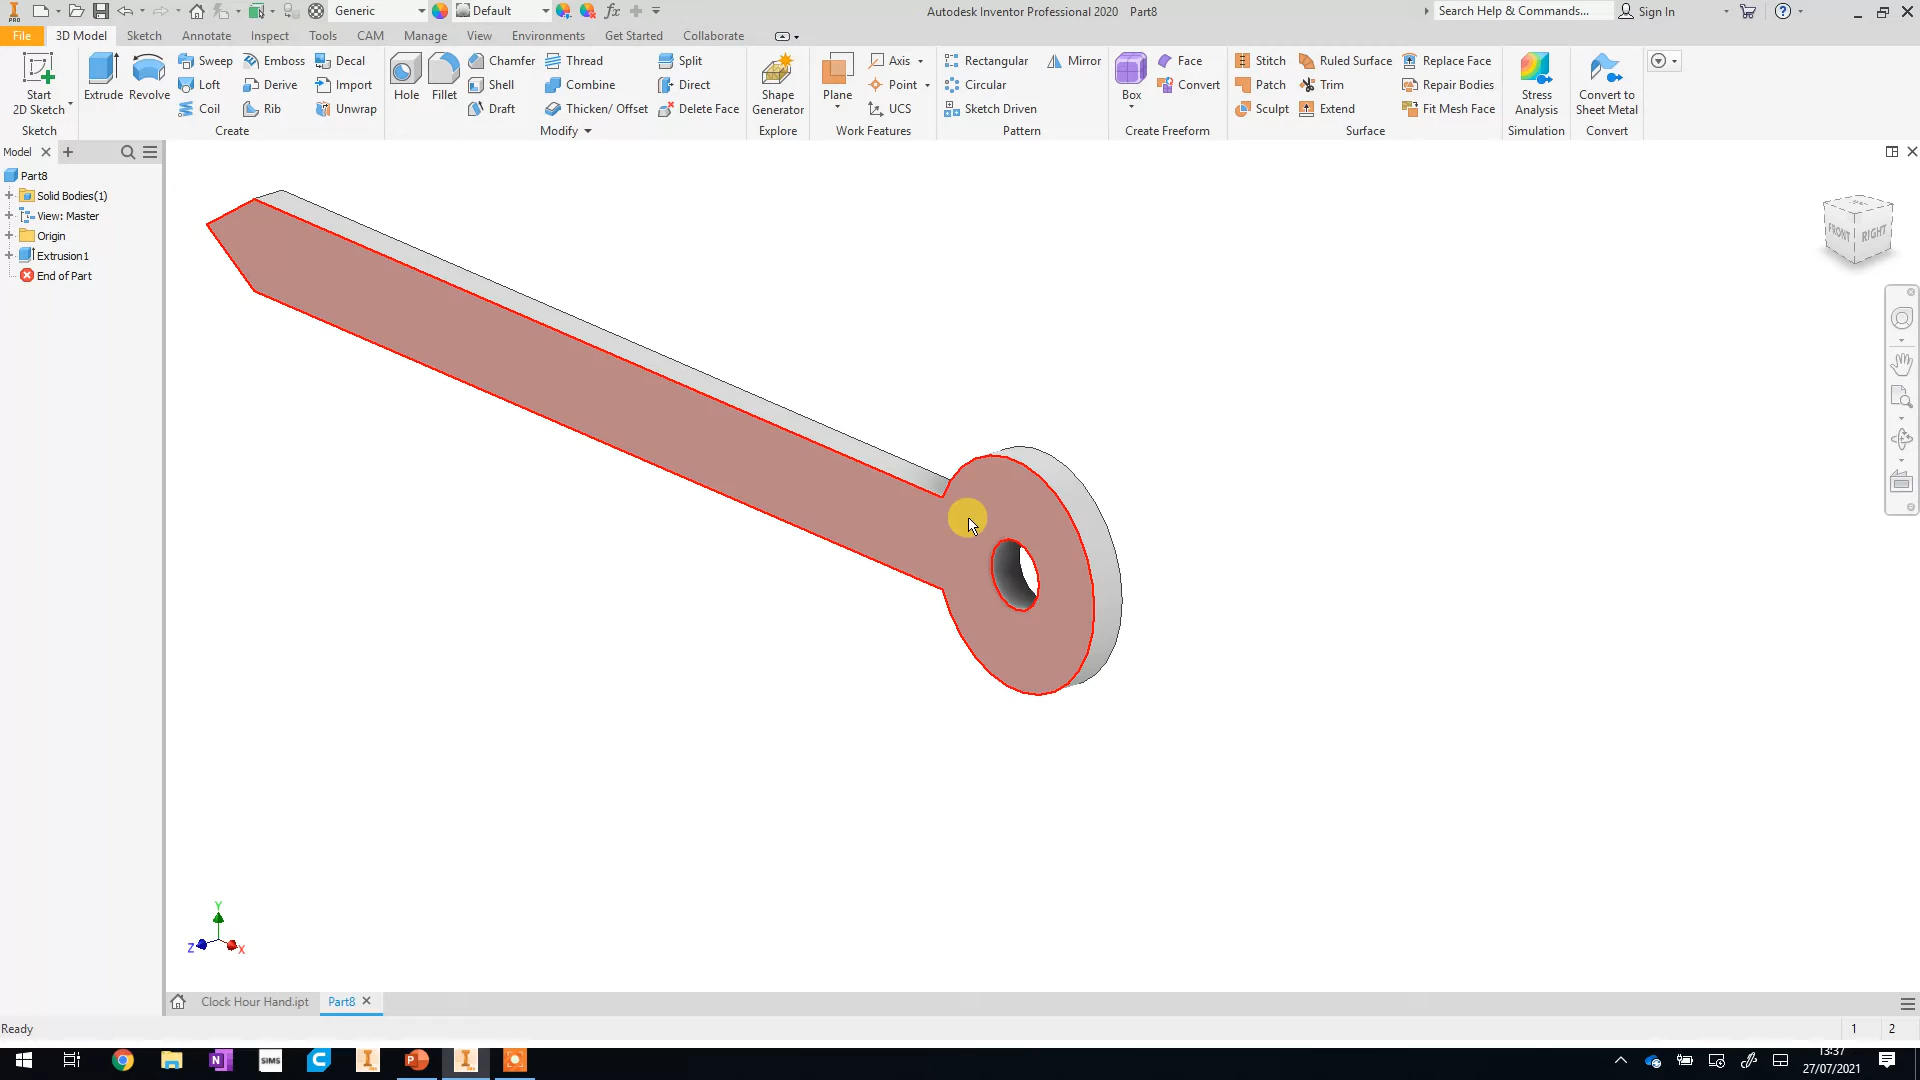 PRO
Generic
Default
fx
Autodesk Inventor Professional 2020 Part8
Search Help & Commands...
Sign In
File
3D Model
Sketch
Annotate
Inspect
Tools
CAM
Manage
View
Environments
Get Started
Collaborate
Start
2D Sketch
Sketch
Extrude
Revolve
Sweep
Emboss
Decal
Loft
Derive
Import
Coil
Rib
Unwrap
Create
Hole
Fillet
Chamfer
Thread
Split
Shell
Combine
Direct
Draft
Thicken/ Offset
Delete Face
Modify
Shape
Generator
Explore
Plane
Axis
Point
UCS
Work Features
Rectangular
Mirror
Circular
Sketch Driven
Pattern
Box
Face
Convert
Create Freeform
Stitch
Ruled Surface
Replace Face
Patch
Trim
Repair Bodies
Sculpt
Extend
Fit Mesh Face
Surface
Stress
Analysis
Simulation
Convert to
Sheet Metal
Convert
Model
Part8
Solid Bodies(1)
View: Master
Origin
Extrusion1
End of Part
FRONT
RIGHT
Y
Z
X
Clock Hour Hand.ipt
Part8
Ready
1
2
SIMS
13:37
27/07/2021